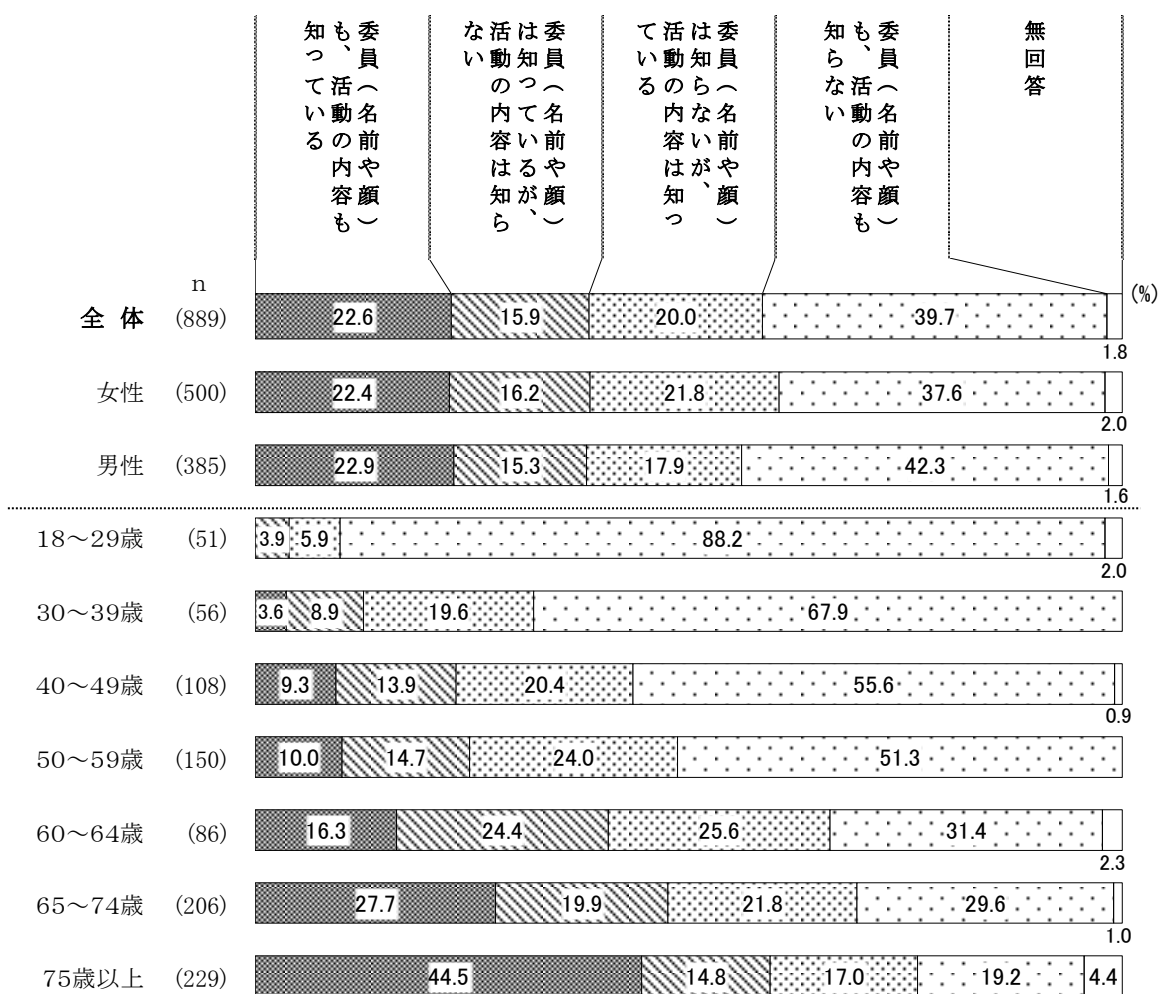 委員（名前や顔）
も、活動の内容も
知っている
委員（名前や顔）
は知っているが、
活動の内容は知ら
ない
委員（名前や顔）
は知らないが、
活動の内容は知っ
ている
委員（名前や顔）
も、活動の内容も
知らない
無回答
n
(%)
全 体 (889) 22.6 15.9 20.0 39.7 1.8
女性 (500) 22.4 16.2 21.8 37.6 2.0
男性 (385) 22.9 15.3 17.9 42.3 1.6
18～29歳 (51) 3.9 5.9 88.2 2.0
30～39歳 (56) 3.6 8.9 19.6 67.9
40～49歳 (108) 9.3 13.9 20.4 55.6 0.9
50～59歳 (150) 10.0 14.7 24.0 51.3
60～64歳 (86) 16.3 24.4 25.6 31.4 2.3
65～74歳 (206) 27.7 19.9 21.8 29.6 1.0
75歳以上 (229) 44.5 14.8 17.0 19.2 4.4